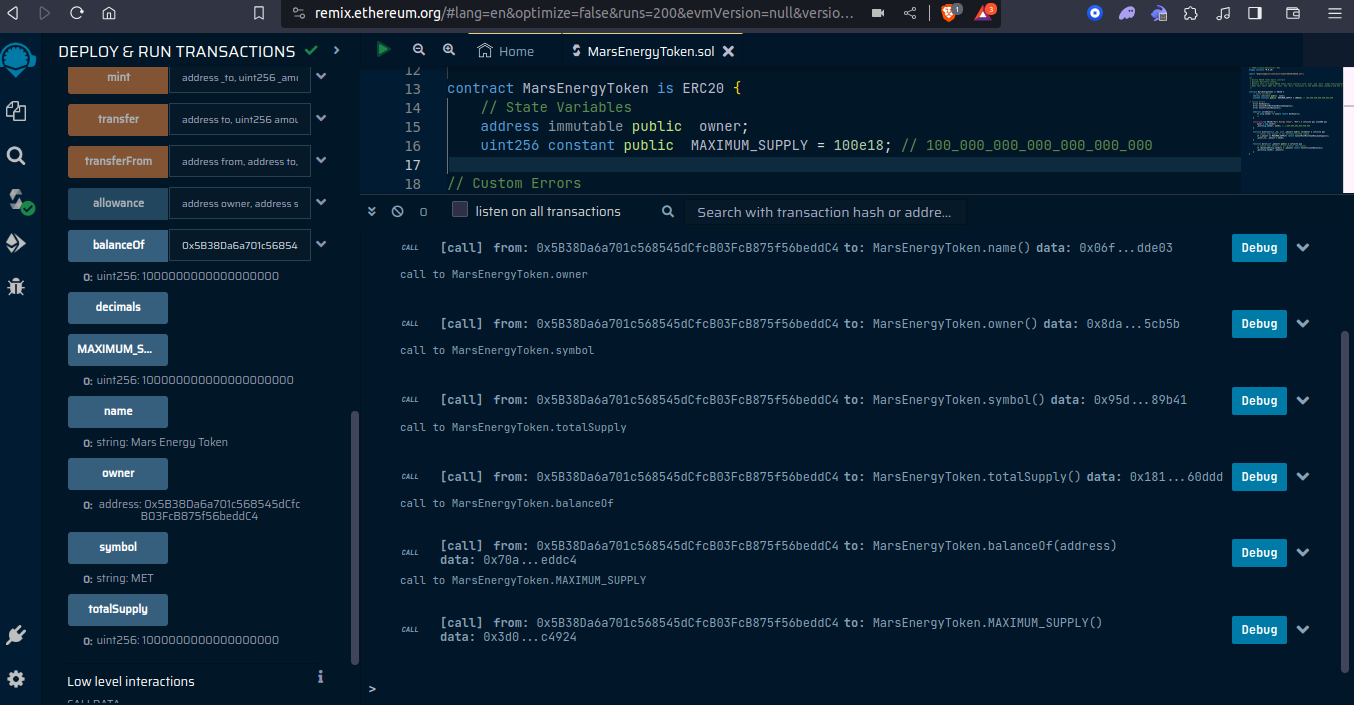 remix.ethereum.org/#lang=en&optimize=false&runs=200&evmVersion=null&versio…
1
3
DEPLOY & RUN TRANSACTIONS
Home
MarsEnergyToken.sol
mint
address _to, uint256 _amo
transfer
address to, uint256 amou
transferFrom
address from, address to,
allowance
address owner, address s
balanceOf
0x5B38Da6a701c56854
0: uint256: 1000000000000000000
decimals
MAXIMUM_S...
0: uint256: 100000000000000000000
name
0: string: Mars Energy Token
owner
0: address: 0x5B38Da6a701c568545dCfc
B03FcB875f56beddC4
symbol
0: string: MET
totalSupply
0: uint256: 1000000000000000000
Low level interactions
CALLDATA
12
13 contract MarsEnergyToken is ERC20 {
14 // State Variables
15 address immutable public owner;
16 uint256 constant public MAXIMUM_SUPPLY = 100e18; // 100_000_000_000_000_000_000
17
18 // Custom Errors
0
listen on all transactions
Search with transaction hash or addre...
CALL [call] from: 0x5B38Da6a701c568545dCfcB03FcB875f56beddC4 to: MarsEnergyToken.name() data: 0x06f...dde03
Debug
call to MarsEnergyToken.owner
CALL [call] from: 0x5B38Da6a701c568545dCfcB03FcB875f56beddC4 to: MarsEnergyToken.owner() data: 0x8da...5cb5b
Debug
call to MarsEnergyToken.symbol
CALL [call] from: 0x5B38Da6a701c568545dCfcB03FcB875f56beddC4 to: MarsEnergyToken.symbol() data: 0x95d...89b41
Debug
call to MarsEnergyToken.totalSupply
CALL [call] from: 0x5B38Da6a701c568545dCfcB03FcB875f56beddC4 to: MarsEnergyToken.totalSupply() data: 0x181...60ddd
Debug
call to MarsEnergyToken.balanceOf
CALL [call] from: 0x5B38Da6a701c568545dCfcB03FcB875f56beddC4 to: MarsEnergyToken.balanceOf(address)
data: 0x70a...eddc4
Debug
call to MarsEnergyToken.MAXIMUM_SUPPLY
CALL [call] from: 0x5B38Da6a701c568545dCfcB03FcB875f56beddC4 to: MarsEnergyToken.MAXIMUM_SUPPLY()
data: 0x3d0...c4924
Debug
>